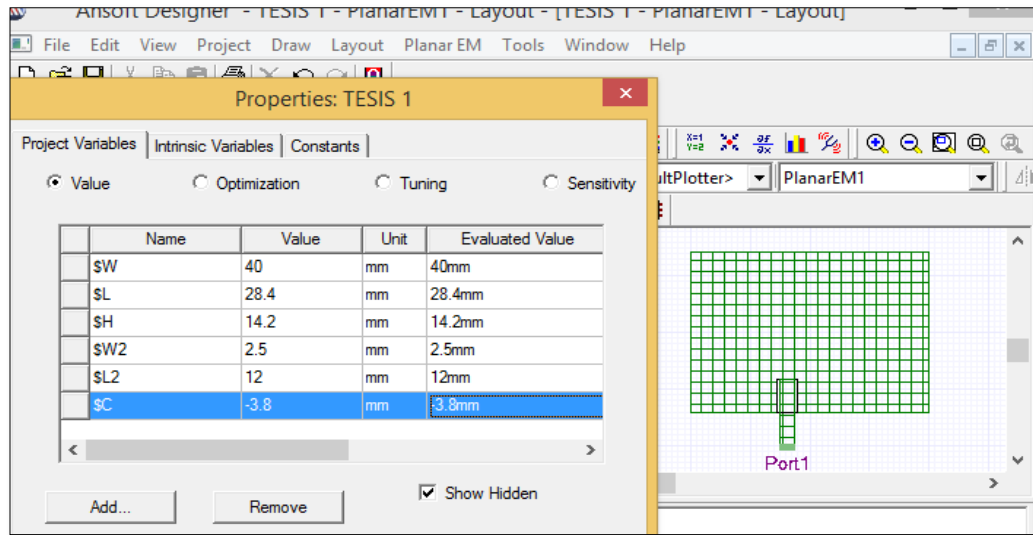 Ansoft Designer - TESIS 1 - PlanarEM1 - Layout - [TESIS 1 - PlanarEM1 - Layout]
File Edit View Project Draw Layout Planar EM Tools Window Help
Properties: TESIS 1
Project Variables Intrinsic Variables Constants
Value Optimization Tuning Sensitivity
ultPlotter> PlanarEM1
Name Value Unit Evaluated Value
$W 40 mm 40mm
$L 28.4 mm 28.4mm
$H 14.2 mm 14.2mm
$W2 2.5 mm 2.5mm
$L2 12 mm 12mm
$C -3.8 mm -3.8mm
Port1
Show Hidden
Add... Remove